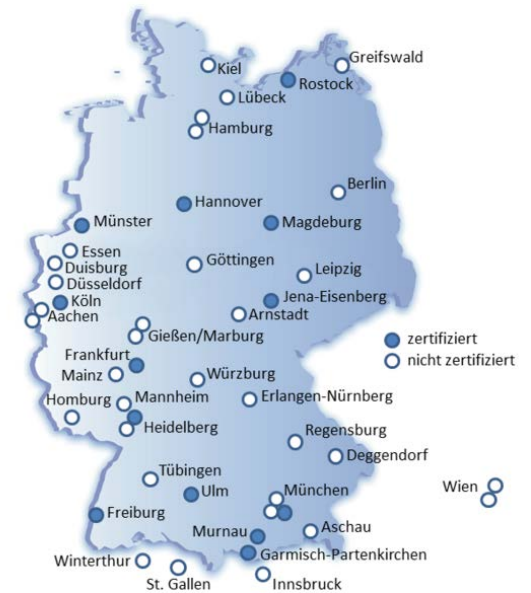 Greifswald
Kiel
Rostock
Lübeck
Hamburg
Berlin
Hannover
Münster
Magdeburg
Essen
Göttingen
Duisburg
Leipzig
Düsseldorf
Köln
Jena-Eisenberg
Aachen
Arnstadt
Gießen/Marburg
zertifiziert
nicht zertifiziert
Frankfurt
Mainz
Würzburg
Homburg
Mannheim
Erlangen-Nürnberg
Heidelberg
Regensburg
Deggendorf
Tübingen
Ulm
München
Wien
Freiburg
Murnau
Aschau
Garmisch-Partenkirchen
Winterthur
St. Gallen
Innsbruck